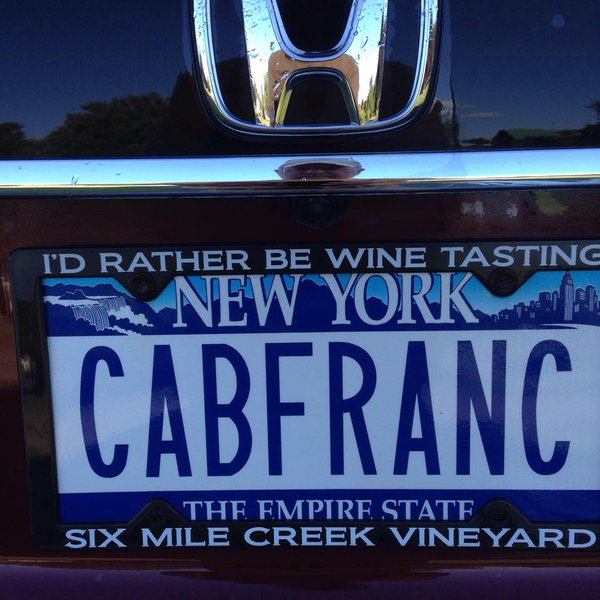 I'D RATHER BE WINE TASTING
NEW YORK
CABFRANC
THE EMPIRE STATE
SIX MILE CREEK VINEYARD